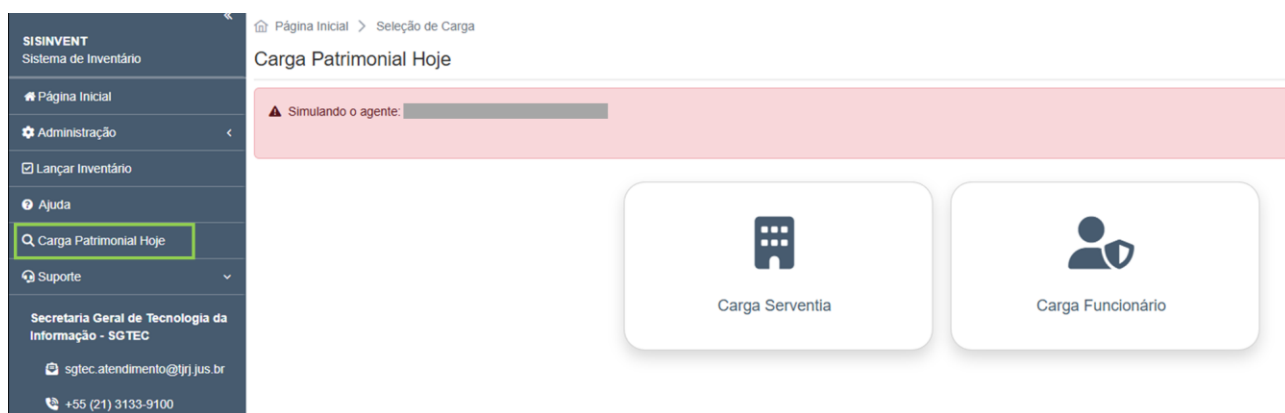 SISINVENT
Sistema de Inventário
Página Inicial
Administração
Lançar Inventário
Ajuda
Carga Patrimonial Hoje
Suporte
Secretaria Geral de Tecnologia da
Informação - SGTEC
sgtec.atendimento@tjrj.jus.br
+55 (21) 3133-9100
Página Inicial > Seleção de Carga
Carga Patrimonial Hoje
Simulando o agente:
Carga Serventia
Carga Funcionário